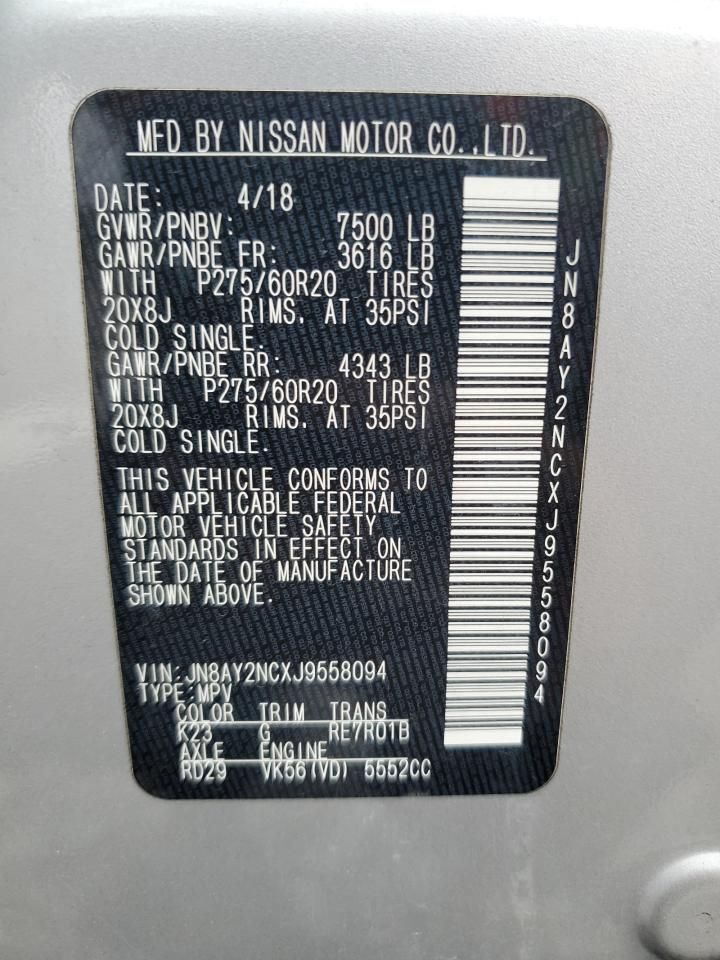 MFD BY NISSAN MOTOR CO.,LTD.
DATE: 4/18
GVWR/PNBV: 7500 LB
GAWR/PNBE FR: 3616 LB
WITH P275/60R20 TIRES
20X8J RIMS, AT 35PSI
COLD SINGLE.
GAWR/PNBE RR: 4343 LB
WITH P275/60R20 TIRES
20X8J RIMS, AT 35PSI
COLD SINGLE.
THIS VEHICLE CONFORMS TO
ALL APPLICABLE FEDERAL
MOTOR VEHICLE SAFETY
STANDARDS IN EFFECT ON
THE DATE OF MANUFACTURE
SHOWN ABOVE.
VIN:JN8AY2NCXJ9558094
TYPE:MPV
COLOR TRIM TRANS
K23 G RE7R01B
AXLE ENGINE
RD29 VK56(VD) 5552CC
JN8AY2NCXJ9558094